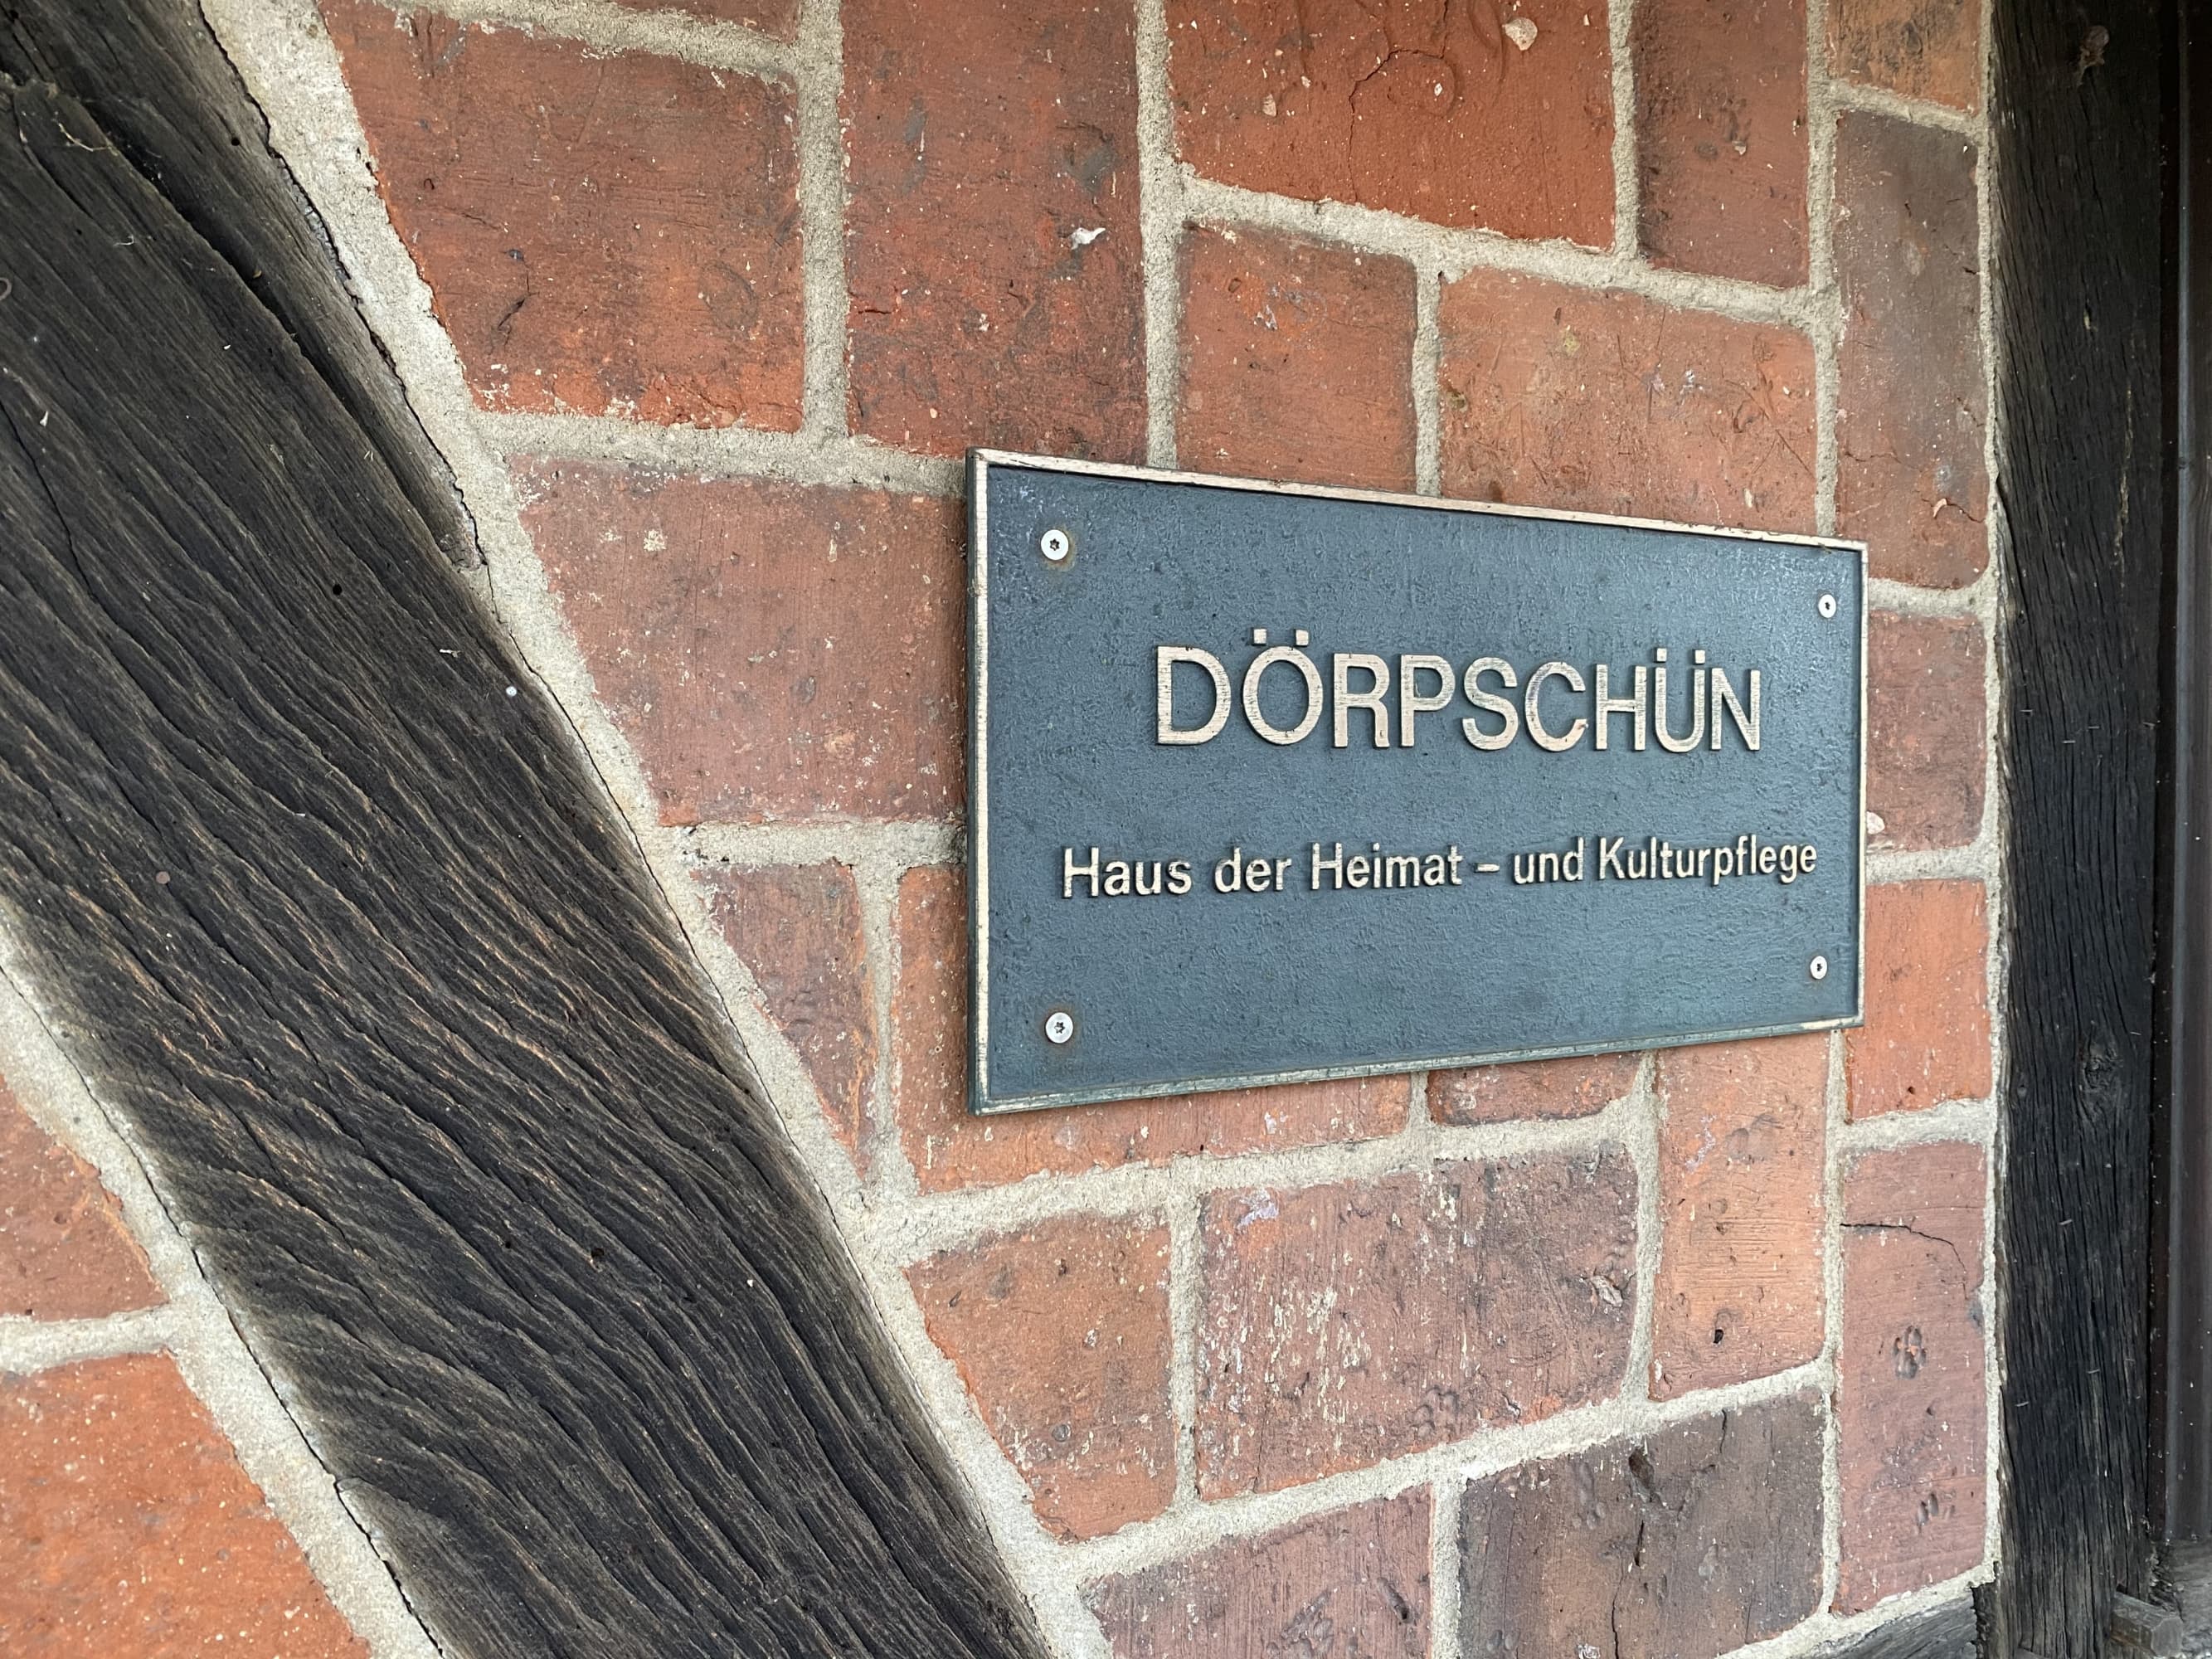 DÖRPSCHÜN
Haus der Heimat – und Kulturpflege